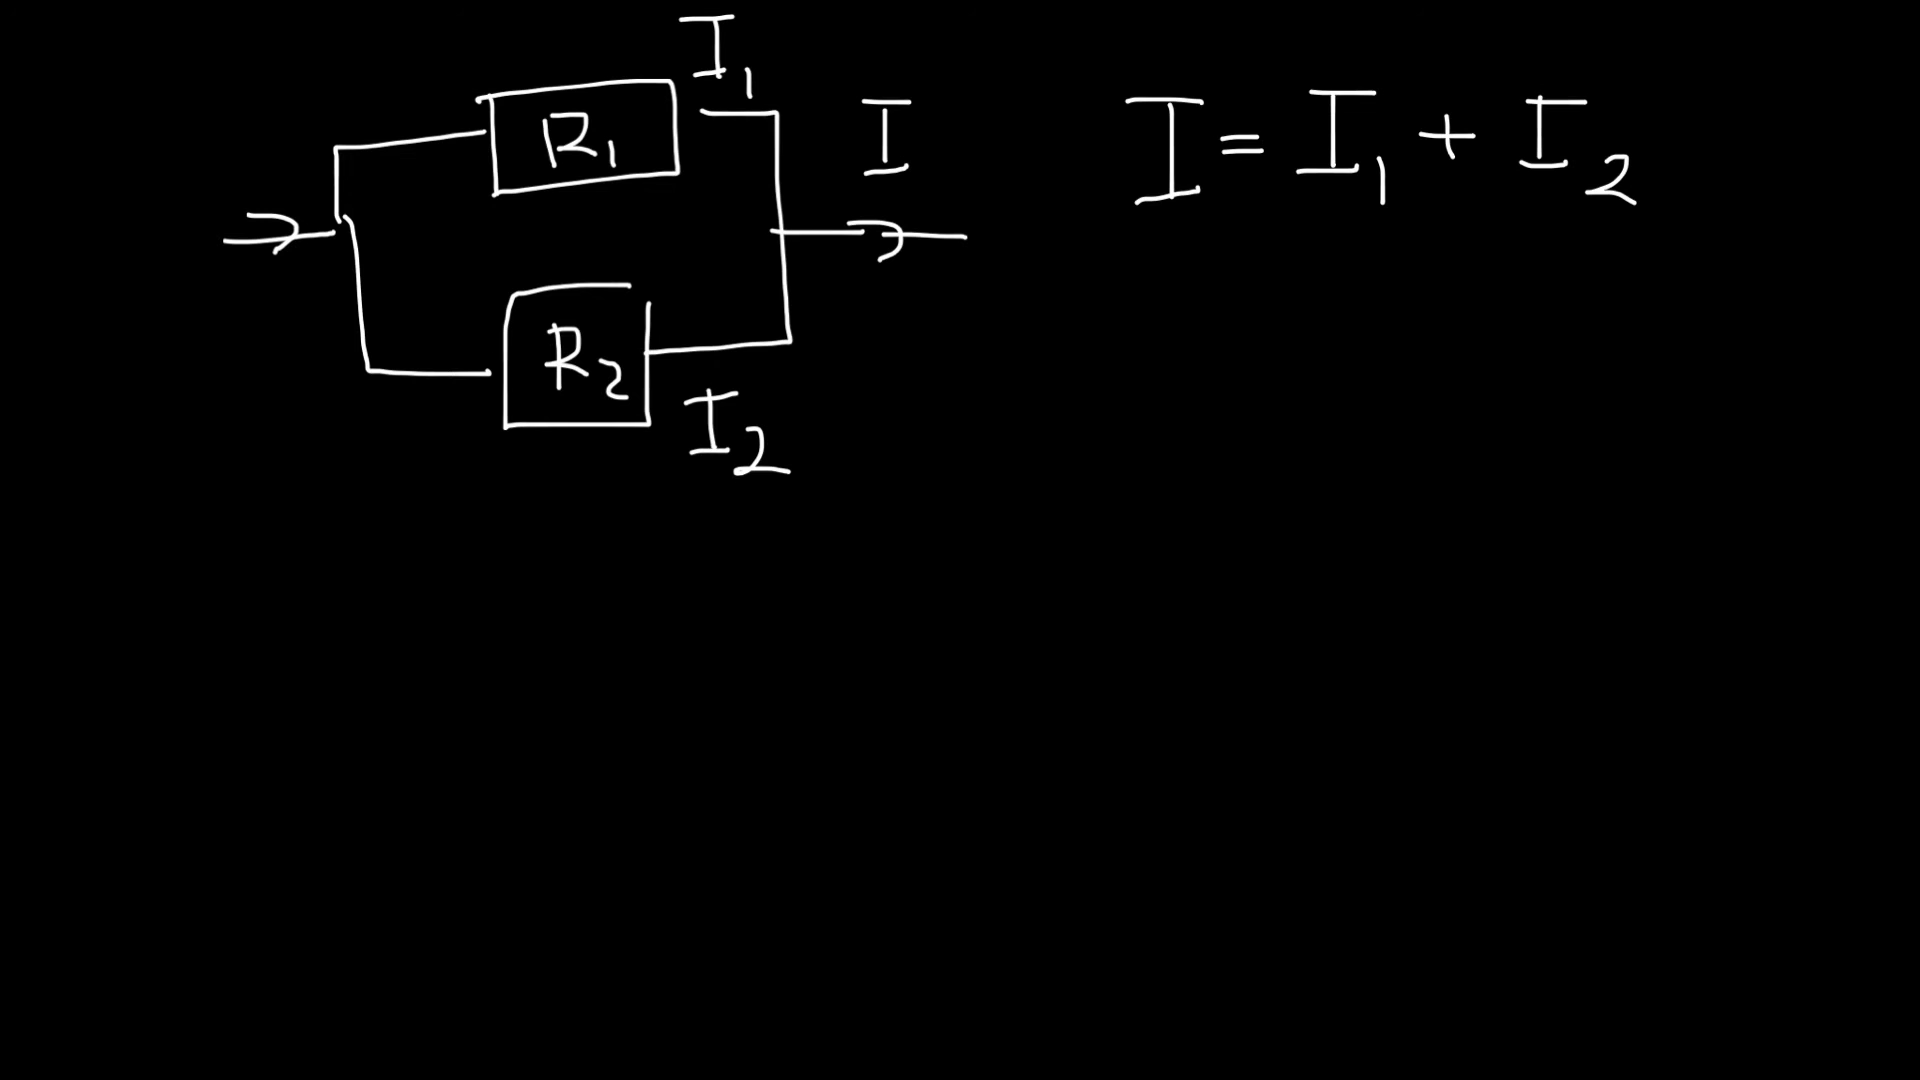 I₁
R₁
I
I = I₁ + I₂
R₂
I₂